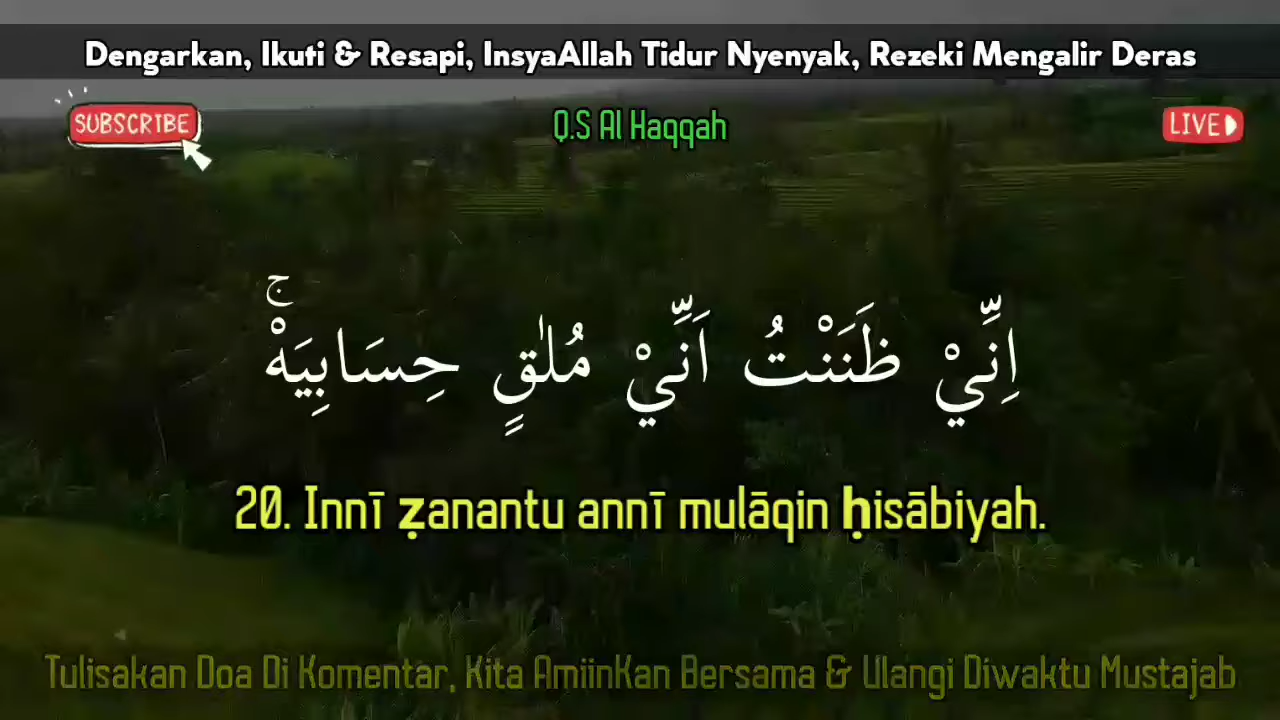 Dengarkan, Ikuti & Resapi, InsyaAllah Tidur Nyenyak, Rezeki Mengalir Deras
SUBSCRIBE
Q.S Al Haqqah
LIVE
اِنِّيْ ظَنَنْتُ اَنِّيْ مُلٰقٍ حِسَابِيَهْۚ
20. Innī ẓanantu annī mulāqin ḥisābiyah.
Tulisakan Doa Di Komentar, Kita AmiinKan Bersama & Ulangi Diwaktu Mustajab